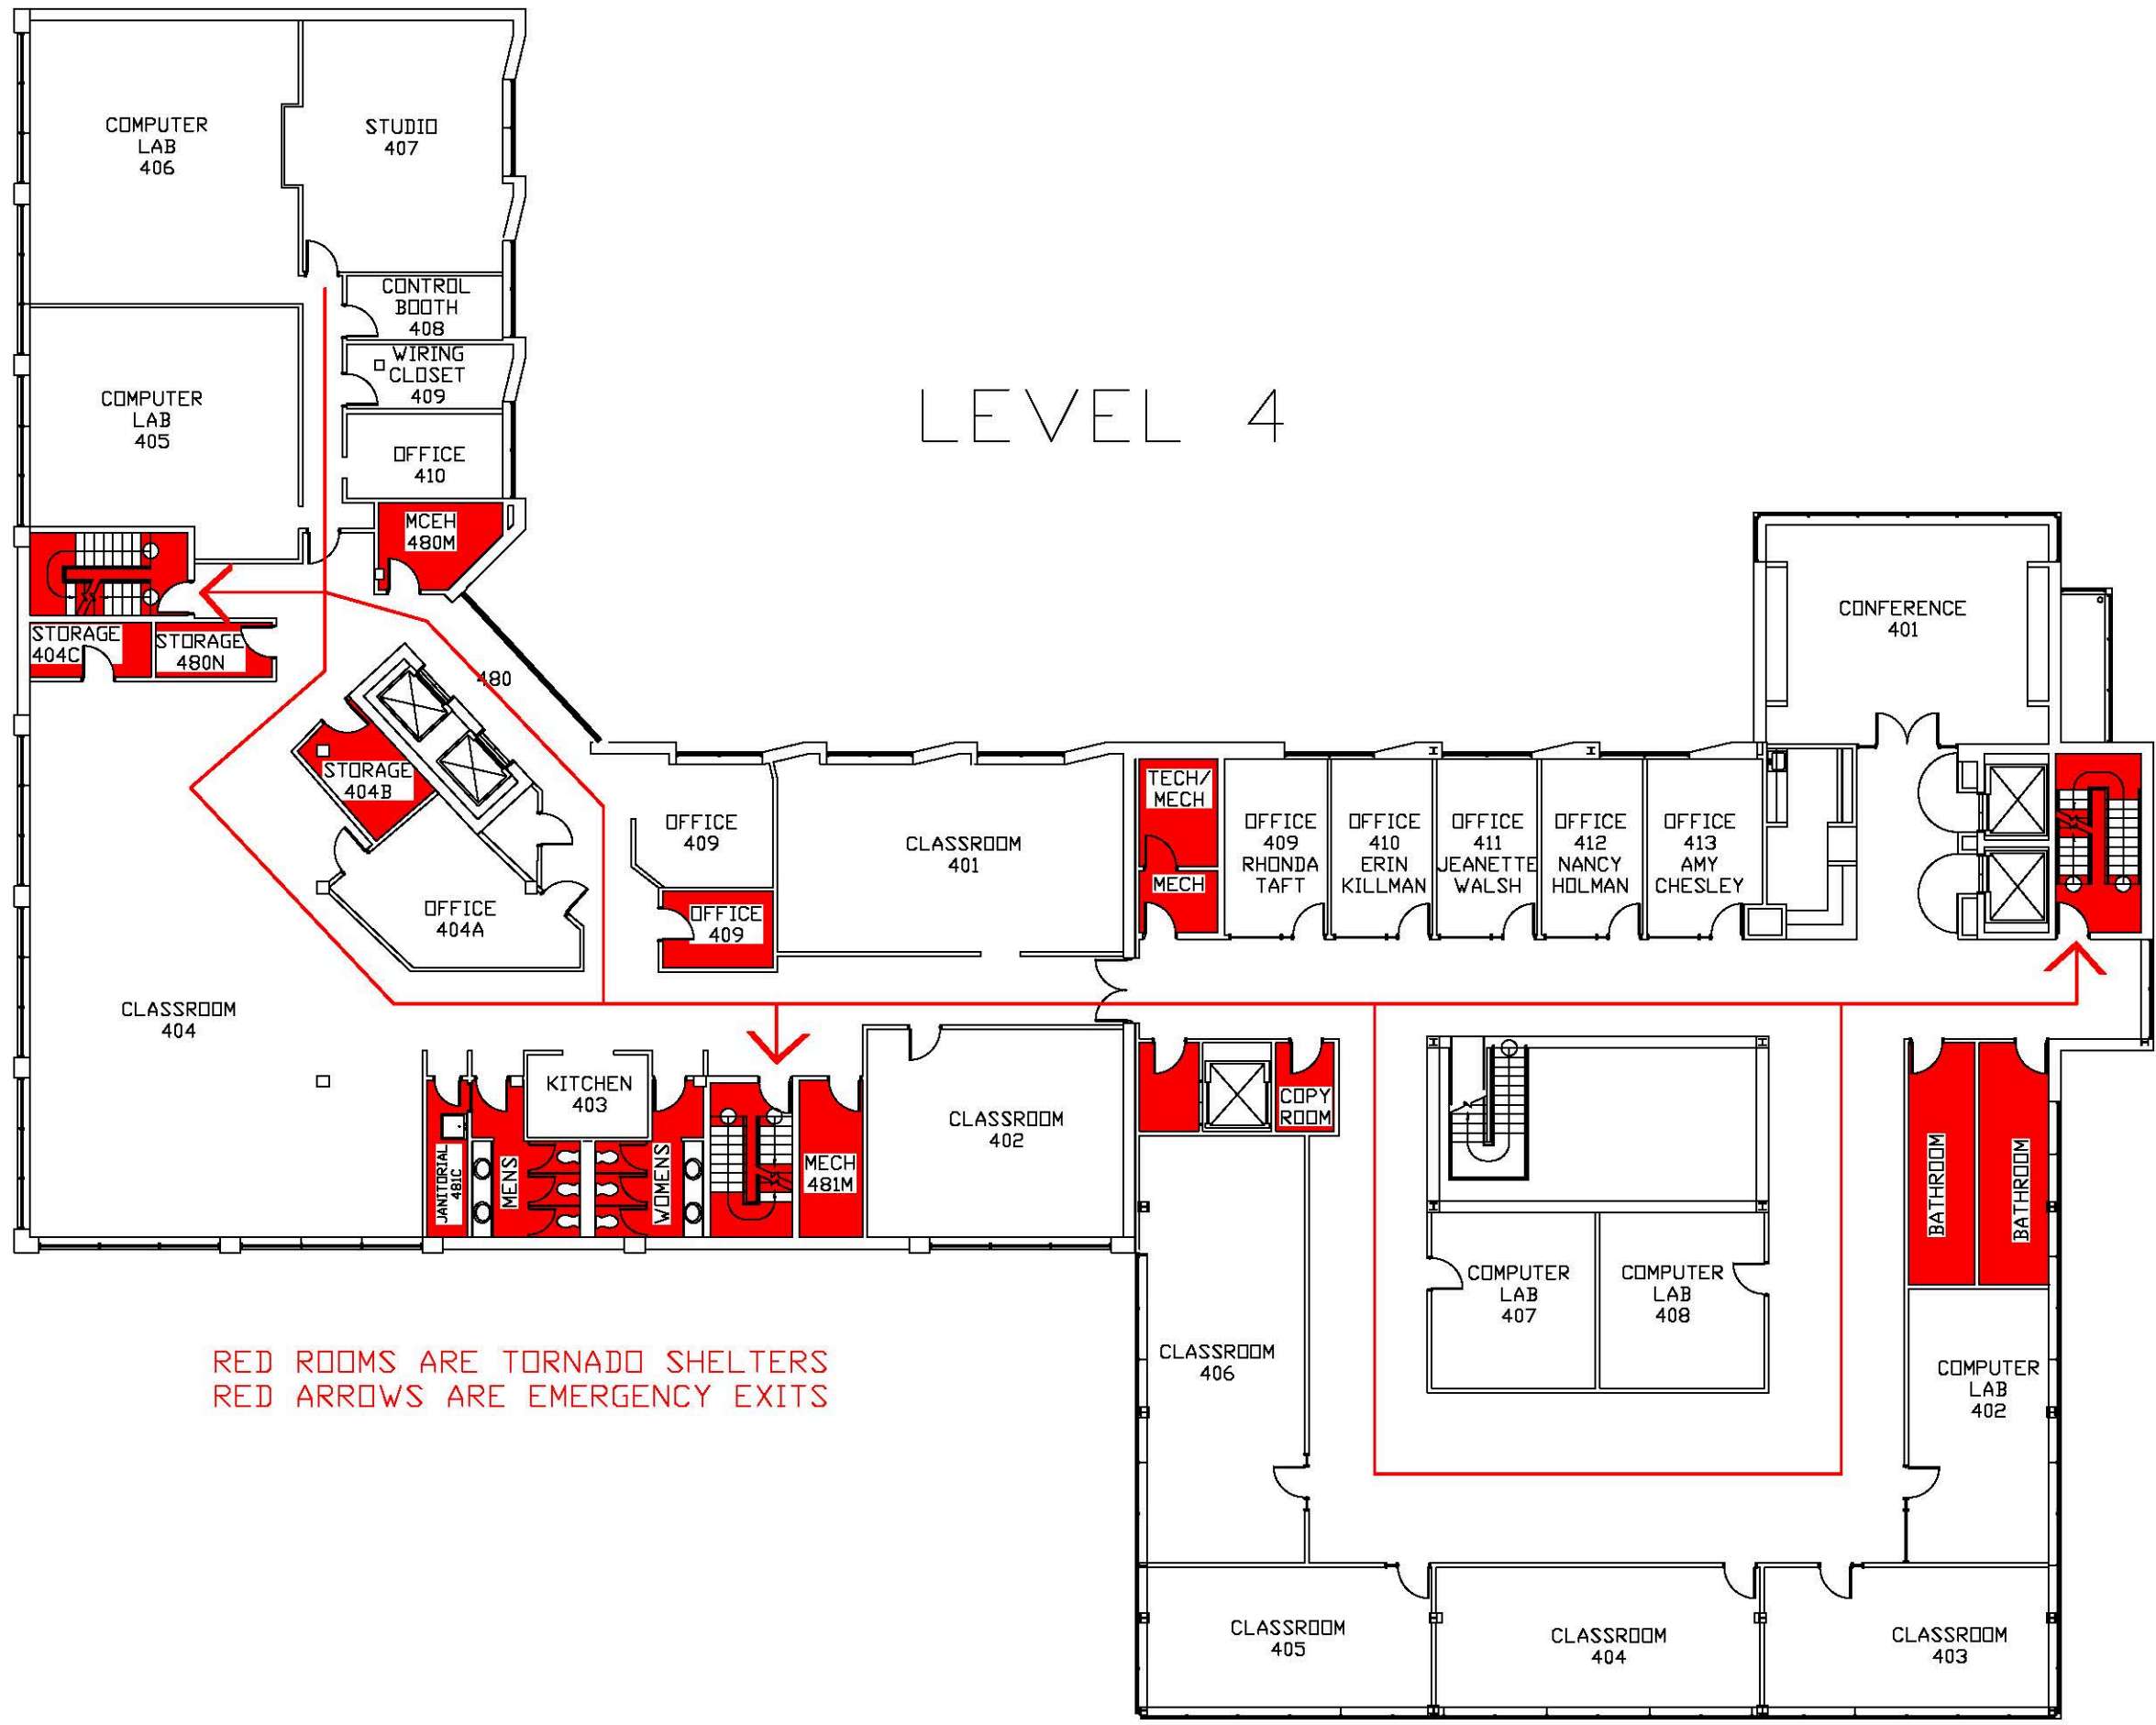 COMPUTER
LAB
406
STUDIO
407
CONTROL
BOOTH
408
WIRING
CLOSET
409
COMPUTER
LAB
405
OFFICE
410
LEVEL 4
MCEH
480M
STORAGE
404C
STORAGE
480N
480
STORAGE
404B
CONFERENCE
401
OFFICE
409
CLASSROOM
401
TECH/
MECH
MECH
OFFICE
409
RHONDA
TAFT
OFFICE
410
ERIN
KILLMAN
OFFICE
411
JEANETTE
WALSH
OFFICE
412
NANCY
HOLMAN
OFFICE
413
AMY
CHESLEY
OFFICE
404A
OFFICE
409
CLASSROOM
404
KITCHEN
403
CLASSROOM
402
COPY
ROOM
JANITORIAL
481C
MENS
WOMENS
MECH
481M
BATHROOM
BATHROOM
COMPUTER
LAB
407
COMPUTER
LAB
408
CLASSROOM
406
COMPUTER
LAB
402
RED ROOMS ARE TORNADO SHELTERS
RED ARROWS ARE EMERGENCY EXITS
CLASSROOM
405
CLASSROOM
404
CLASSROOM
403